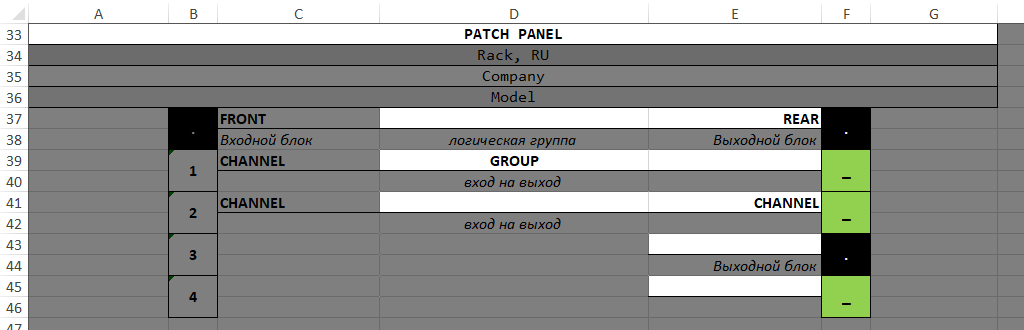 A B C D E F G
33 PATCH PANEL
34 Rack, RU
35 Company
36 Model
37 . FRONT REAR .
38 Входной блок логическая группа Выходной блок
39 1 CHANNEL GROUP _
40 вход на выход
41 2 CHANNEL CHANNEL _
42 вход на выход
43 3 .
44 Выходной блок
45 4 _
46
47